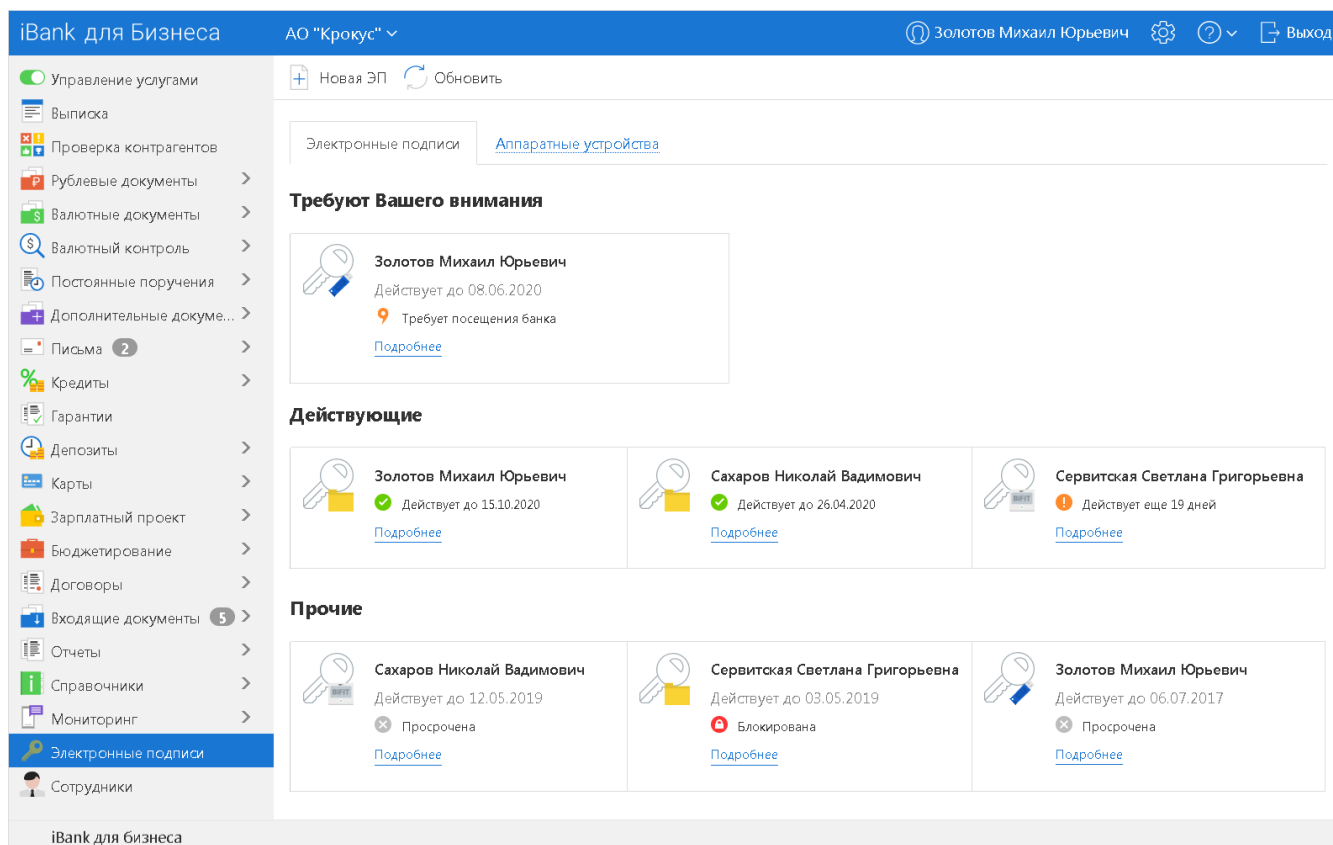 iBank для Бизнеса
АО "Крокус"
Золотов Михаил Юрьевич
Выход
Управление услугами
Выписка
Проверка контрагентов
Рублевые документы
Валютные документы
Валютный контроль
Постоянные поручения
Дополнительные докуме...
Письма 2
Кредиты
Гарантии
Депозиты
Карты
Зарплатный проект
Бюджетирование
Договоры
Входящие документы 5
Отчеты
Справочники
Мониторинг
Электронные подписи
Сотрудники
Новая ЭП
Обновить
Электронные подписи
Аппаратные устройства
Требуют Вашего внимания
Золотов Михаил Юрьевич
Действует до 08.06.2020
Требует посещения банка
Подробнее
Действующие
Золотов Михаил Юрьевич
Действует до 15.10.2020
Подробнее
Сахаров Николай Вадимович
Действует до 26.04.2020
Подробнее
BIFIT
Сервитская Светлана Григорьевна
Действует еще 19 дней
Подробнее
Прочие
BIFIT
Сахаров Николай Вадимович
Действует до 12.05.2019
Просрочена
Подробнее
Сервитская Светлана Григорьевна
Действует до 03.05.2019
Блокирована
Подробнее
Золотов Михаил Юрьевич
Действует до 06.07.2017
Просрочена
Подробнее
iBank для бизнеса